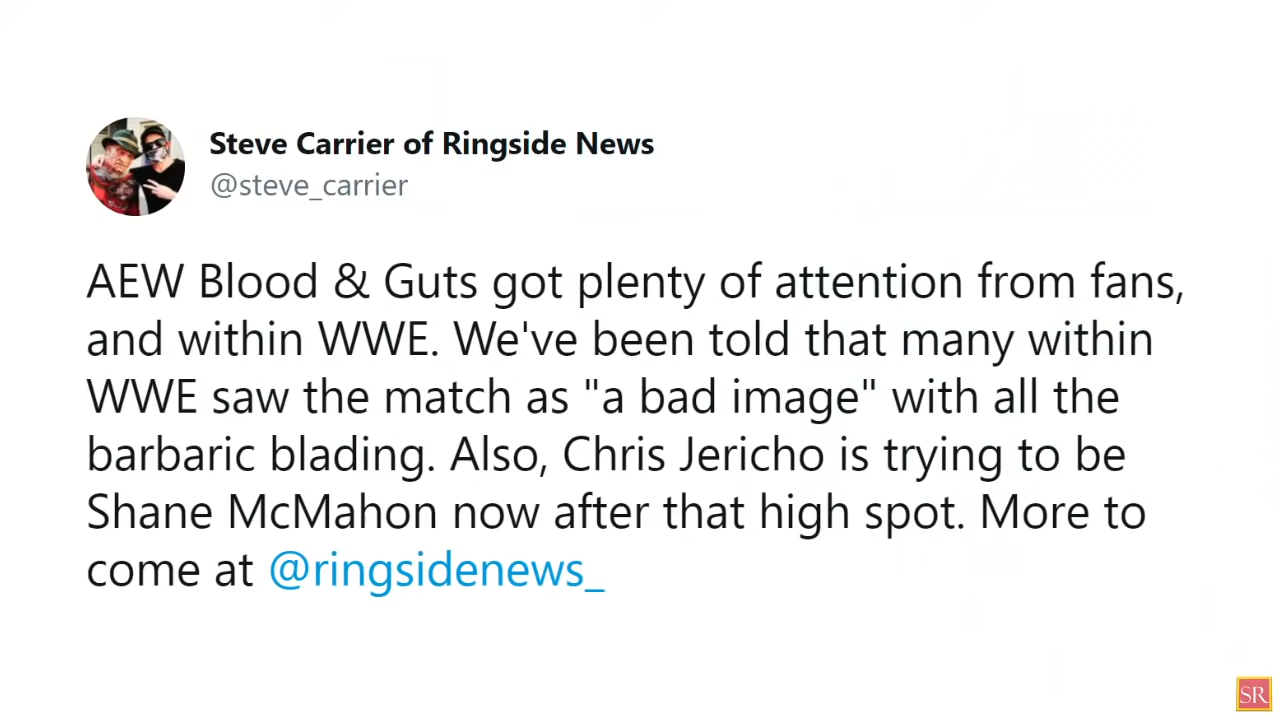 Steve Carrier of Ringside News
@steve_carrier
AEW Blood & Guts got plenty of attention from fans,
and within WWE. We've been told that many within
WWE saw the match as "a bad image" with all the
barbaric blading. Also, Chris Jericho is trying to be
Shane McMahon now after that high spot. More to
come at @ringsidenews_
SR